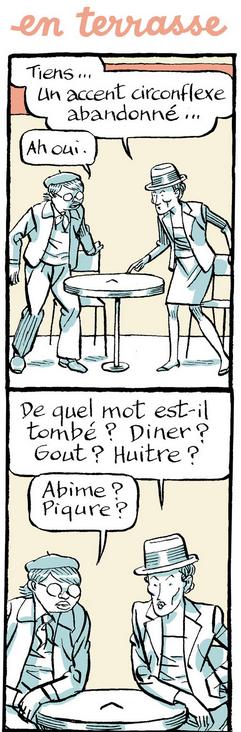 en terrasse
Tiens...
Un accent circonflexe
abandonné...
Ah oui.
^
De quel mot est-il
tombé? Diner?
Gout? Huitre?
Abime?
Piqure?
^